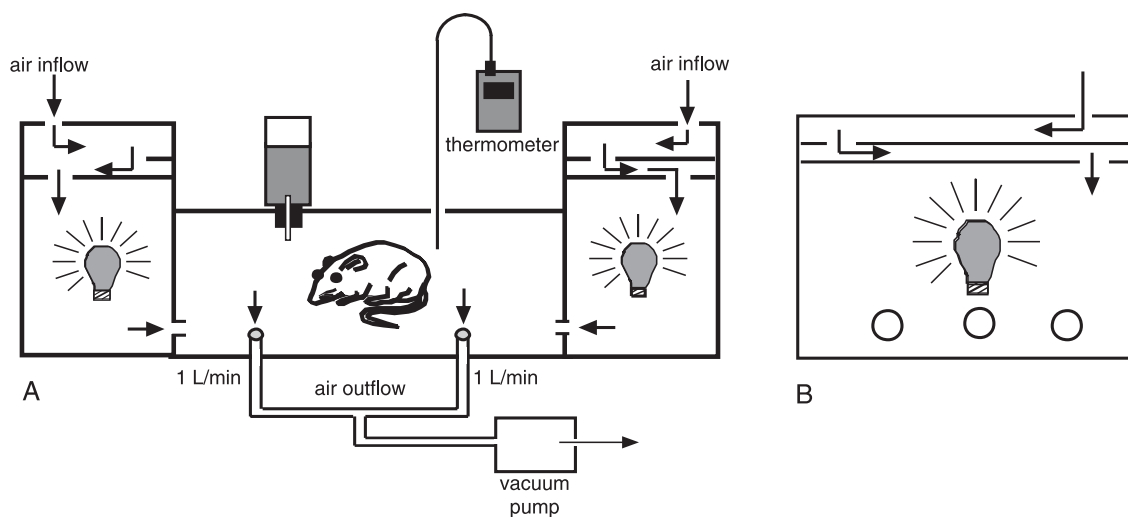 air inflow
air inflow
thermometer
1 L/min
air outflow
1 L/min
A
B
vacuum
pump